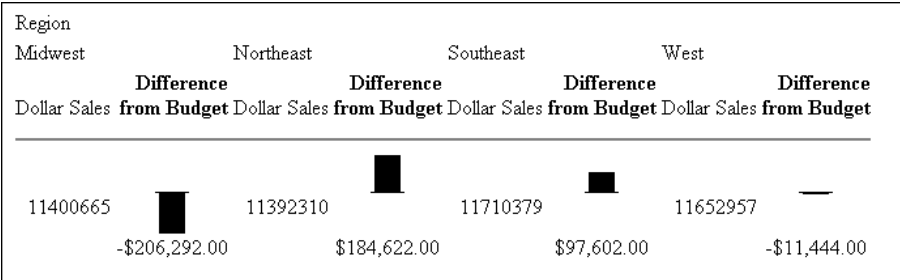 Region
Midwest Northeast Southeast West
Difference Difference Difference Difference
Dollar Sales from Budget Dollar Sales from Budget Dollar Sales from Budget Dollar Sales from Budget
11400665 11392310 11710379 11652957
-$206,292.00 $184,622.00 $97,602.00 -$11,444.00